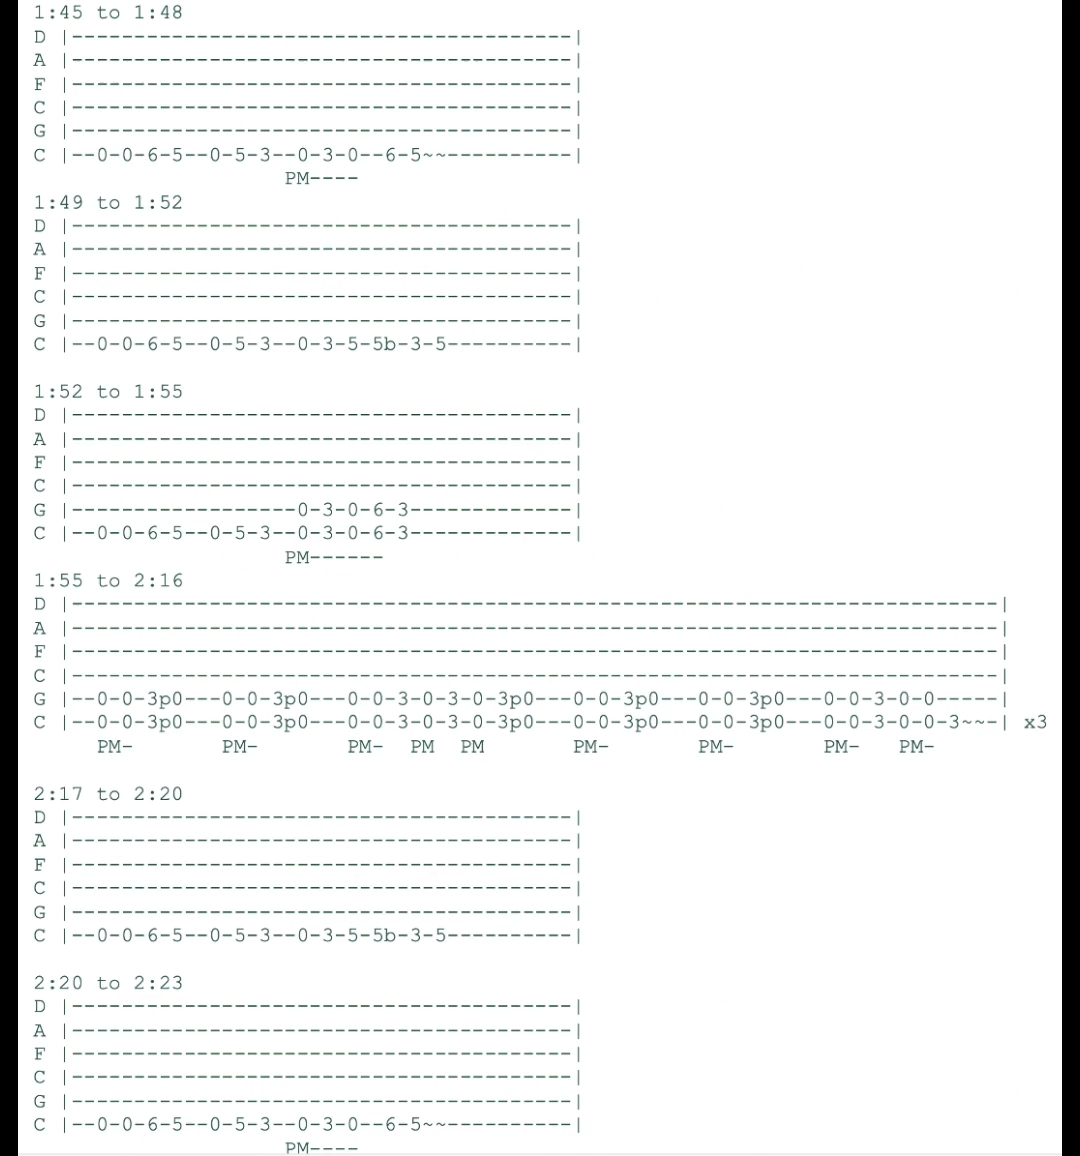 1:45 to 1:48
D |----------------------------------------|
A |----------------------------------------|
F |----------------------------------------|
C |----------------------------------------|
G |----------------------------------------|
C |--0-0-6-5--0-5-3--0-3-0--6-5~~----------|
                    PM----
1:49 to 1:52
D |----------------------------------------|
A |----------------------------------------|
F |----------------------------------------|
C |----------------------------------------|
G |----------------------------------------|
C |--0-0-6-5--0-5-3--0-3-5-5b-3-5----------|
1:52 to 1:55
D |----------------------------------------|
A |----------------------------------------|
F |----------------------------------------|
C |----------------------------------------|
G |------------------0-3-0-6-3-------------|
C |--0-0-6-5--0-5-3--0-3-0-6-3-------------|
                    PM------
1:55 to 2:16
D |--------------------------------------------------------------------------|
A |--------------------------------------------------------------------------|
F |--------------------------------------------------------------------------|
C |--------------------------------------------------------------------------|
G |--0-0-3p0---0-0-3p0---0-0-3-0-3-0-3p0---0-0-3p0---0-0-3p0---0-0-3-0-0-----|
C |--0-0-3p0---0-0-3p0---0-0-3-0-3-0-3p0---0-0-3p0---0-0-3p0---0-0-3-0-0-3~~-| x3
     PM-       PM-       PM-  PM  PM       PM-       PM-       PM-   PM-
2:17 to 2:20
D |----------------------------------------|
A |----------------------------------------|
F |----------------------------------------|
C |----------------------------------------|
G |----------------------------------------|
C |--0-0-6-5--0-5-3--0-3-5-5b-3-5----------|
2:20 to 2:23
D |----------------------------------------|
A |----------------------------------------|
F |----------------------------------------|
C |----------------------------------------|
G |----------------------------------------|
C |--0-0-6-5--0-5-3--0-3-0--6-5~~----------|
                    PM----